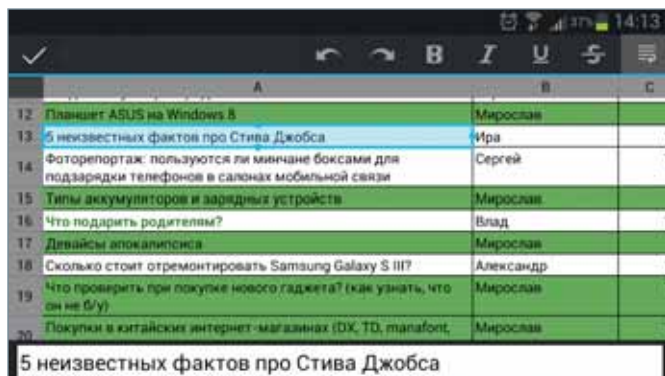 37% 14:13
B I U S
A B C
12 Планшет ASUS на Windows 8 Мирослав
13 5 неизвестных фактов про Стива Джобса Ира
14 Фоторепортаж: пользуются ли минчане боксами для Сергей
подзарядки телефонов в салонах мобильной связи
15 Типы аккумуляторов и зарядных устройств Мирослав
16 Что подарить родителям? Влад
17 Девайсы апокалипсиса Мирослав
18 Сколько стоит отремонтировать Samsung Galaxy S III? Александр
19 Что проверить при покупке нового гаджета? (как узнать, что Мирослав
он не б/у)
20 Покупки в китайских интернет-магазинах (DX, TD, manafont, Мирослав
5 неизвестных фактов про Стива Джобса